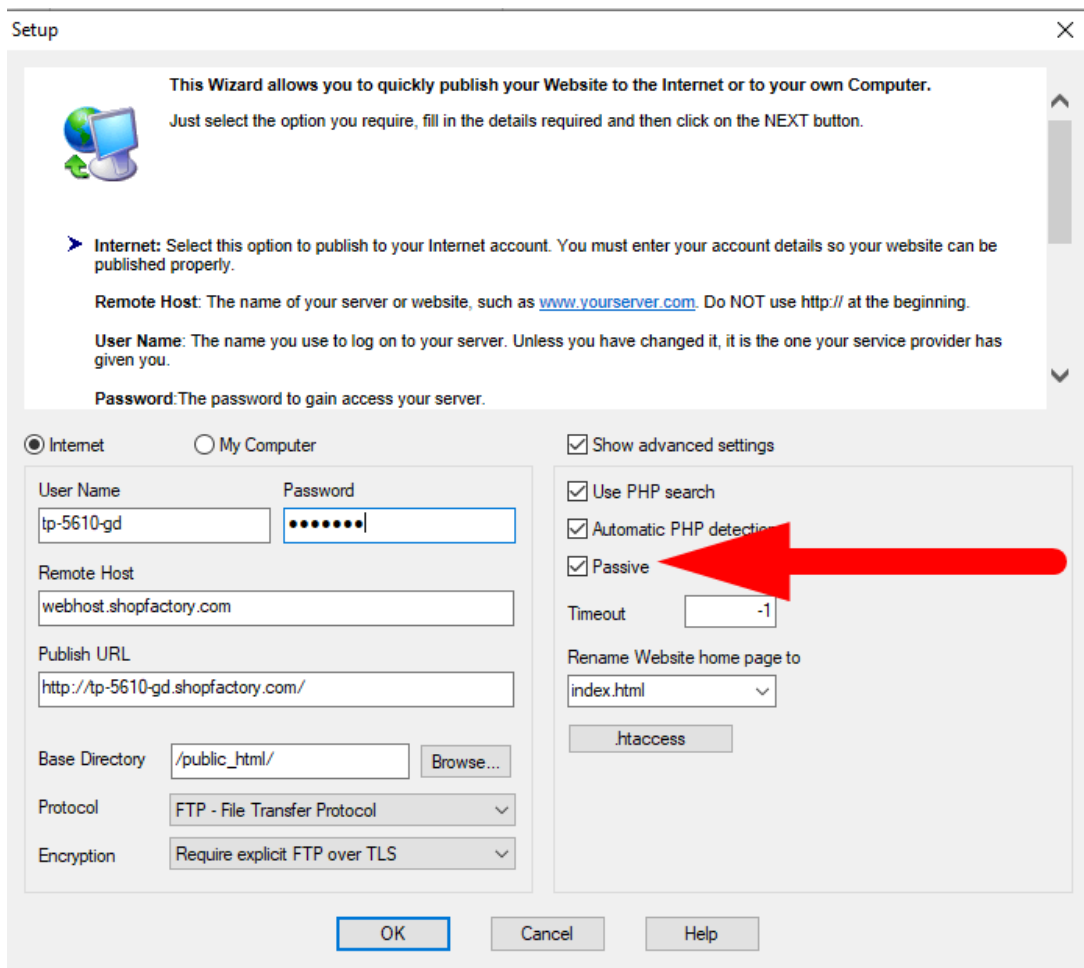 Setup
This Wizard allows you to quickly publish your Website to the Internet or to your own Computer.
Just select the option you require, fill in the details required and then click on the NEXT button.
Internet: Select this option to publish to your Internet account. You must enter your account details so your website can be
published properly.
Remote Host: The name of your server or website, such as www.yourserver.com. Do NOT use http:// at the beginning.
User Name: The name you use to log on to your server. Unless you have changed it, it is the one your service provider has
given you.
Password:The password to gain access your server.
Internet
My Computer
Show advanced settings
User Name
Password
tp-5610-gd
●●●●●●●
Remote Host
webhost.shopfactory.com
Publish URL
http://tp-5610-gd.shopfactory.com/
Base Directory
/public_html/
Browse...
Protocol
FTP - File Transfer Protocol
Encryption
Require explicit FTP over TLS
Use PHP search
Automatic PHP detection
Passive
Timeout
-1
Rename Website home page to
index.html
.htaccess
OK
Cancel
Help